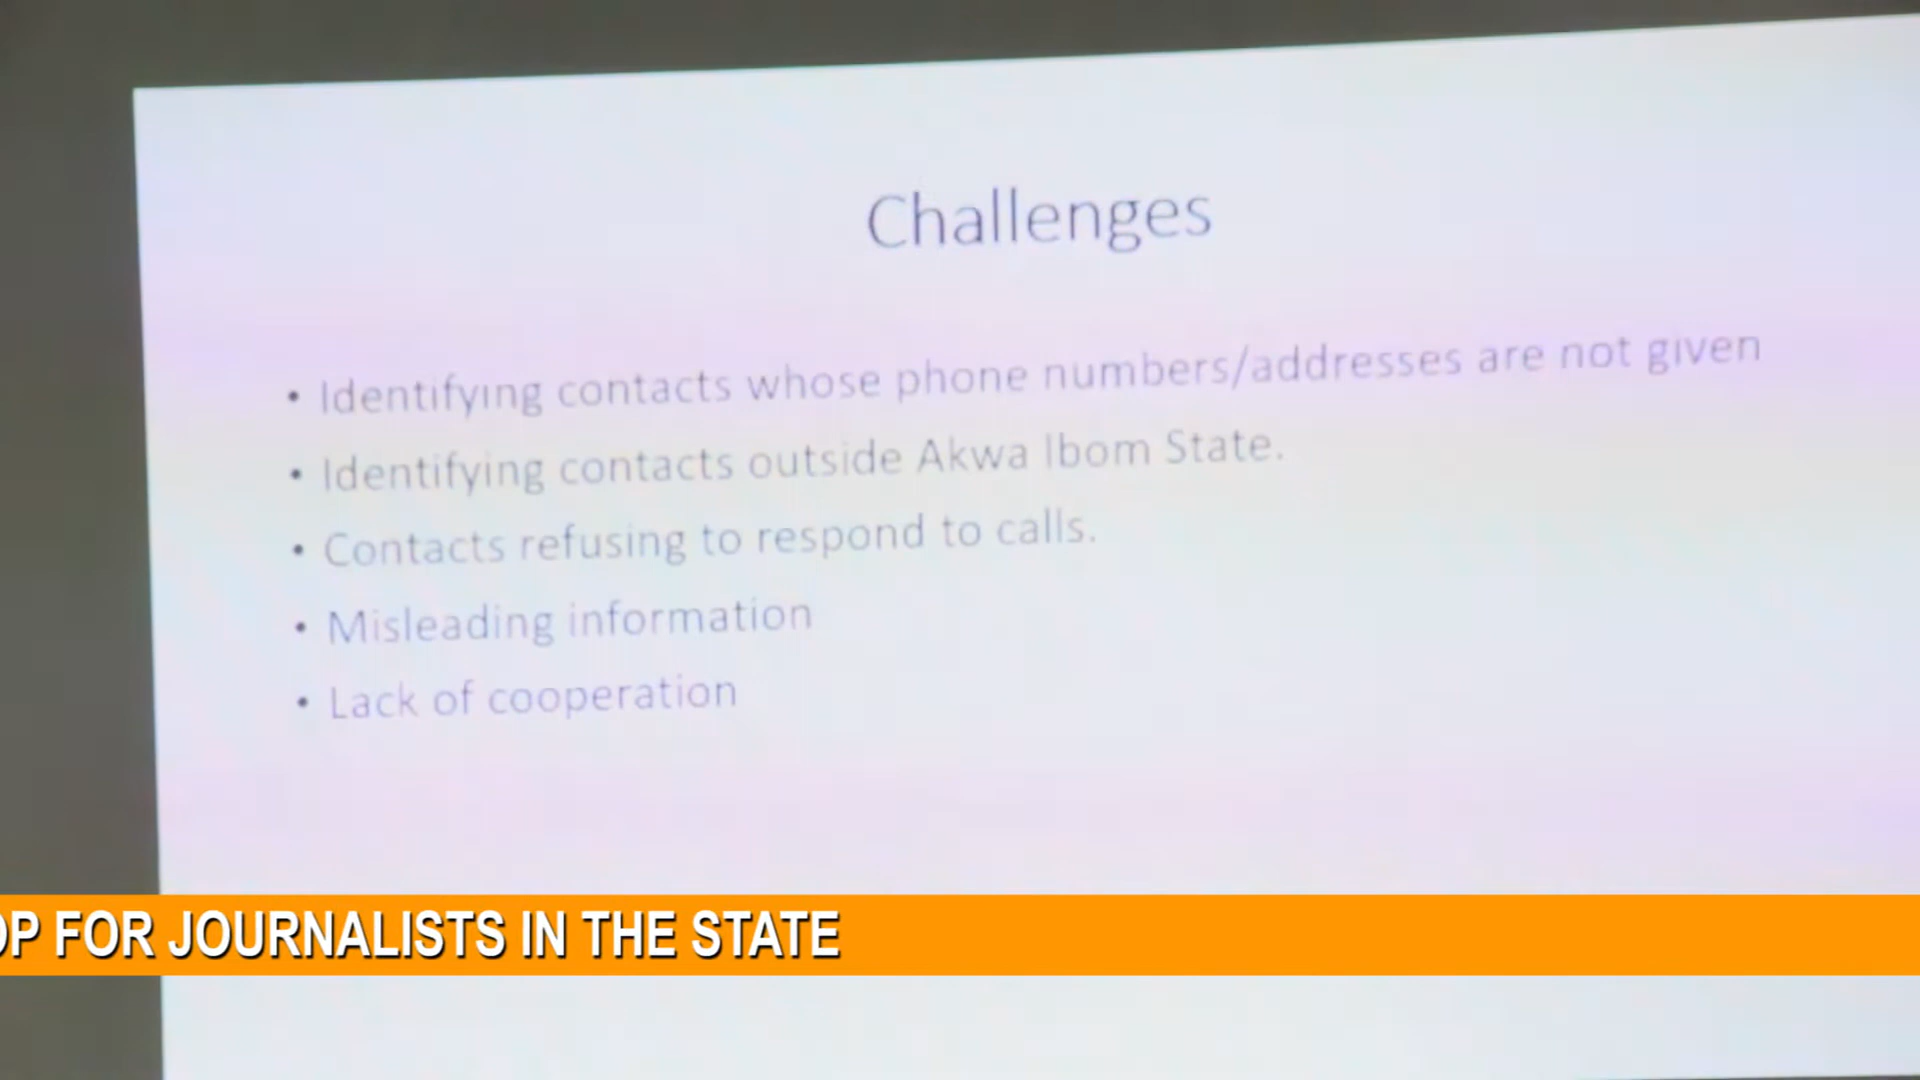 Challenges
• Identifying contacts whose phone numbers/addresses are not given
• Identifying contacts outside Akwa Ibom State.
• Contacts refusing to respond to calls.
• Misleading information
• Lack of cooperation
FOR JOURNALISTS IN THE STATE